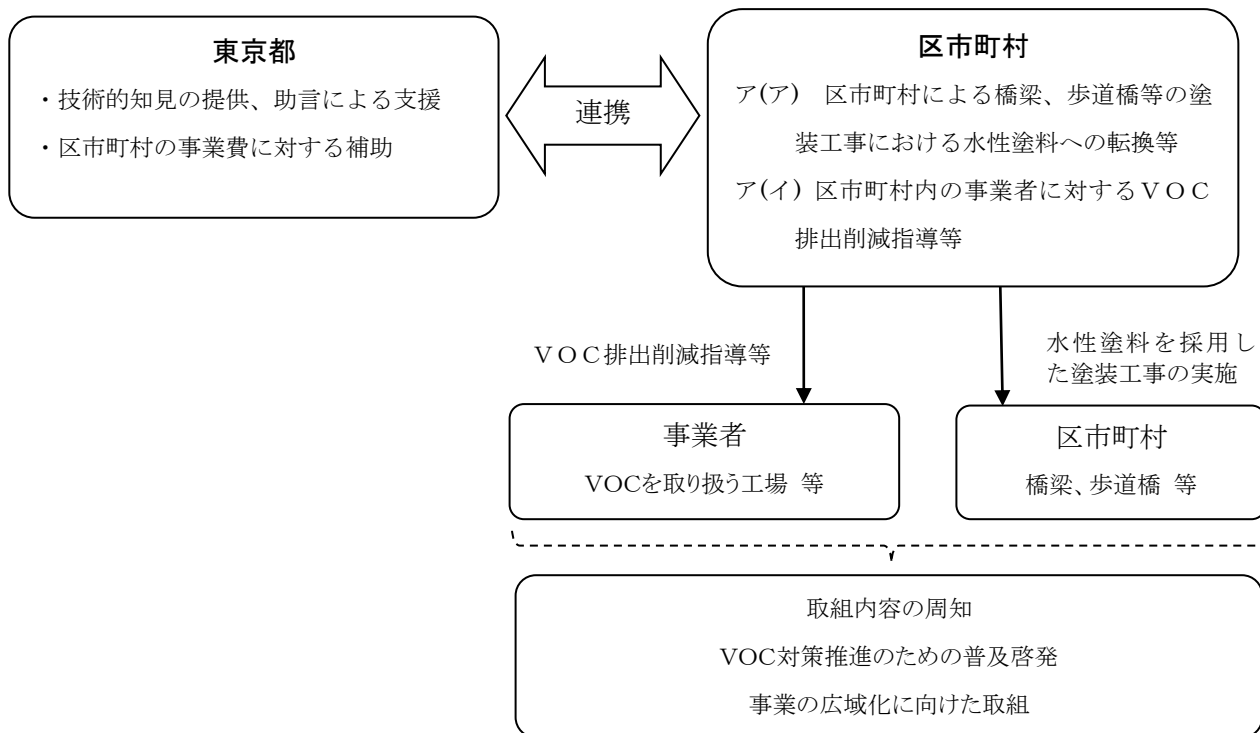 東京都
・技術的知見の提供、助言による支援
・区市町村の事業費に対する補助
連携
区市町村
ア(ア) 区市町村による橋梁、歩道橋等の塗
装工事における水性塗料への転換等
ア(イ) 区市町村内の事業者に対するＶＯＣ
排出削減指導等
ＶＯＣ排出削減指導等
水性塗料を採用し
た塗装工事の実施
事業者
VOCを取り扱う工場 等
区市町村
橋梁、歩道橋 等
取組内容の周知
VOC対策推進のための普及啓発
事業の広域化に向けた取組